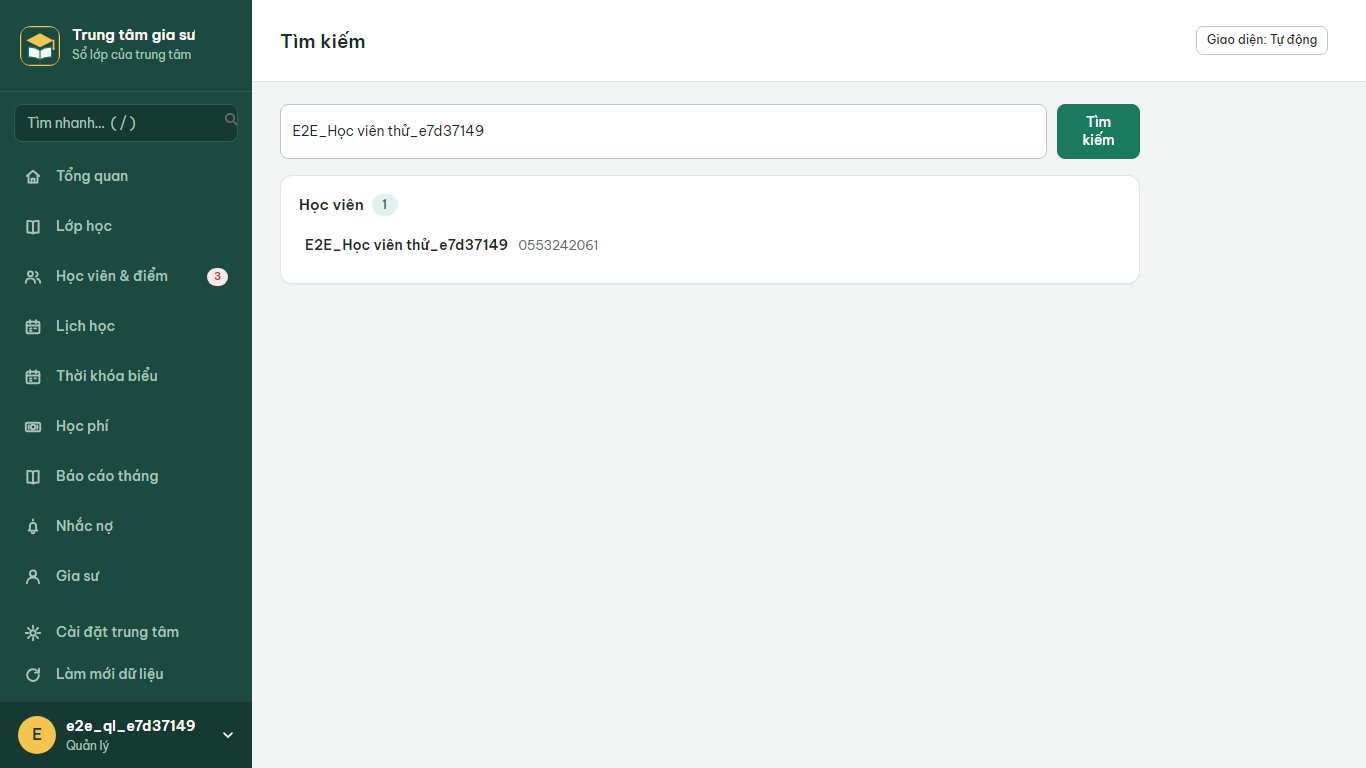 Trung tâm gia sư
Sổ lớp của trung tâm
Tìm nhanh... ( / )
Tổng quan
Lớp học
Học viên & điểm 3
Lịch học
Thời khóa biểu
Học phí
Báo cáo tháng
Nhắc nợ
Gia sư
Cài đặt trung tâm
Làm mới dữ liệu
E
e2e_ql_e7d37149
Quản lý
Tìm kiếm
Giao diện: Tự động
E2E_Học viên thử_e7d37149
Tìm
kiếm
Học viên 1
E2E_Học viên thử_e7d37149 0553242061